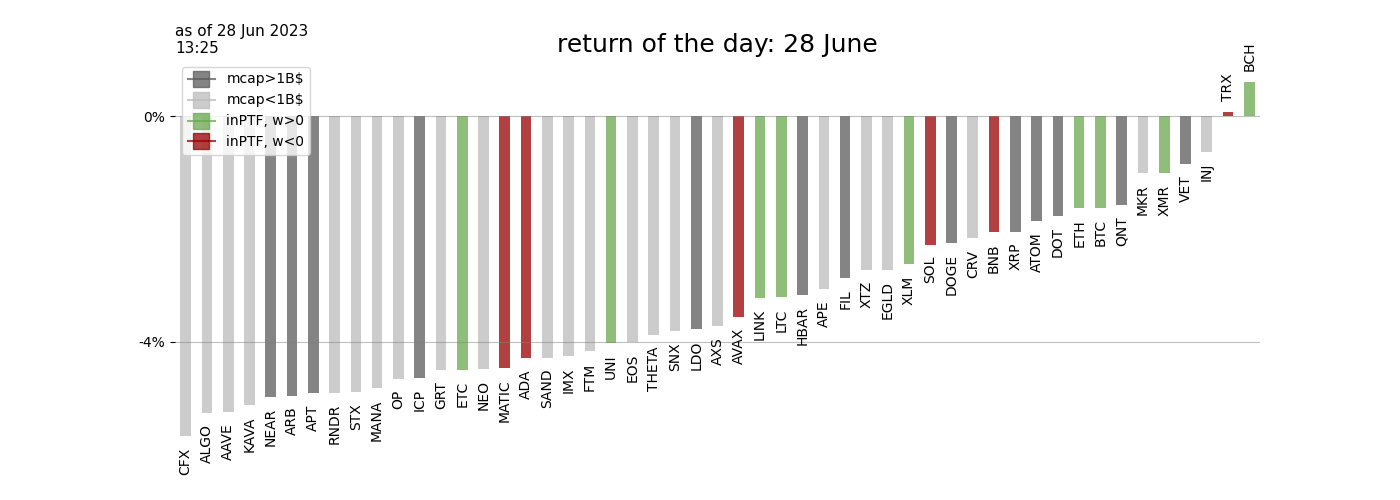 as of 28 Jun 2023
13:25
return of the day: 28 June
mcap>1B$
mcap<1B$
inPTF, w>0
inPTF, w<0
0%
-4%
CFX
ALGO
AAVE
KAVA
NEAR
ARB
APT
RNDR
STX
MANA
OP
ICP
GRT
ETC
NEO
MATIC
ADA
SAND
IMX
FTM
UNI
EOS
THETA
SNX
LDO
AXS
AVAX
LINK
LTC
HBAR
APE
FIL
XTZ
EGLD
XLM
SOL
DOGE
CRV
BNB
XRP
ATOM
DOT
ETH
BTC
QNT
MKR
XMR
VET
INJ
TRX
BCH